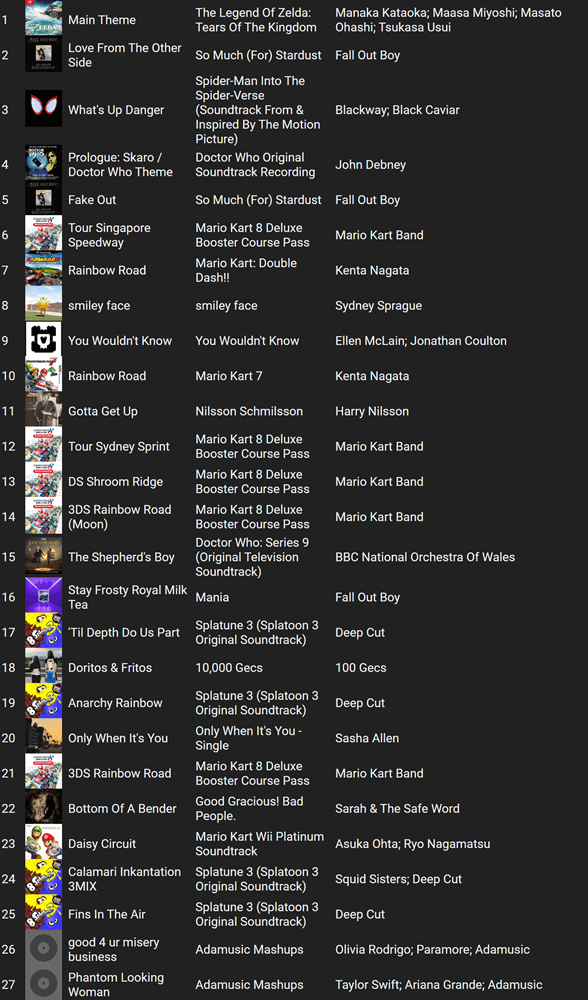 1 Main Theme The Legend Of Zelda: Tears Of The Kingdom Manaka Kataoka; Maasa Miyoshi; Masato Ohashi; Tsukasa Usui
2 Love From The Other Side So Much (For) Stardust Fall Out Boy
3 What's Up Danger Spider-Man Into The Spider-Verse (Soundtrack From & Inspired By The Motion Picture) Blackway; Black Caviar
4 Prologue: Skaro / Doctor Who Theme Doctor Who Original Soundtrack Recording John Debney
5 Fake Out So Much (For) Stardust Fall Out Boy
6 Tour Singapore Speedway Mario Kart 8 Deluxe Booster Course Pass Mario Kart Band
7 Rainbow Road Mario Kart: Double Dash!! Kenta Nagata
8 smiley face smiley face Sydney Sprague
9 You Wouldn't Know You Wouldn't Know Ellen McLain; Jonathan Coulton
10 Rainbow Road Mario Kart 7 Kenta Nagata
11 Gotta Get Up Nilsson Schmilsson Harry Nilsson
12 Tour Sydney Sprint Mario Kart 8 Deluxe Booster Course Pass Mario Kart Band
13 DS Shroom Ridge Mario Kart 8 Deluxe Booster Course Pass Mario Kart Band
14 3DS Rainbow Road (Moon) Mario Kart 8 Deluxe Booster Course Pass Mario Kart Band
15 The Shepherd's Boy Doctor Who: Series 9 (Original Television Soundtrack) BBC National Orchestra Of Wales
16 Stay Frosty Royal Milk Tea Mania Fall Out Boy
17 'Til Depth Do Us Part Splatune 3 (Splatoon 3 Original Soundtrack) Deep Cut
18 Doritos & Fritos 10,000 Gecs 100 Gecs
19 Anarchy Rainbow Splatune 3 (Splatoon 3 Original Soundtrack) Deep Cut
20 Only When It's You Only When It's You - Single Sasha Allen
21 3DS Rainbow Road Mario Kart 8 Deluxe Booster Course Pass Mario Kart Band
22 Bottom Of A Bender Good Gracious! Bad People. Sarah & The Safe Word
23 Daisy Circuit Mario Kart Wii Platinum Soundtrack Asuka Ohta; Ryo Nagamatsu
24 Calamari Inkantation 3MIX Splatune 3 (Splatoon 3 Original Soundtrack) Squid Sisters; Deep Cut
25 Fins In The Air Splatune 3 (Splatoon 3 Original Soundtrack) Deep Cut
26 good 4 ur misery business Adamusic Mashups Olivia Rodrigo; Paramore; Adamusic
27 Phantom Looking Woman Adamusic Mashups Taylor Swift; Ariana Grande; Adamusic